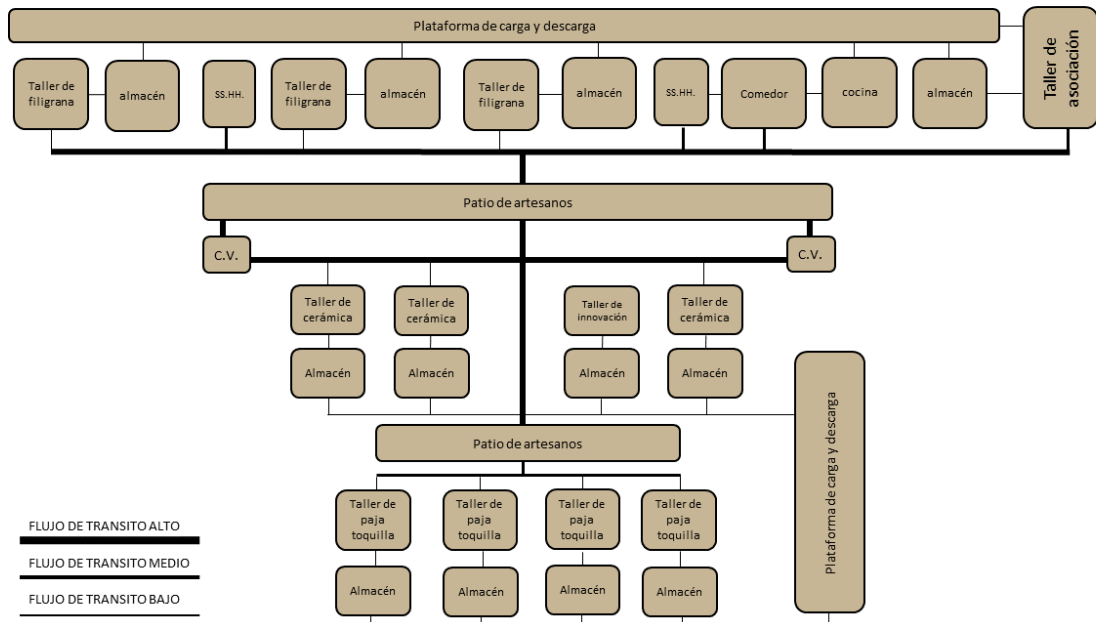 Plataforma de carga y descarga
Taller de
asociación
Taller de
filigrana
almacén
SS.HH.
Taller de
filigrana
almacén
Taller de
filigrana
almacén
SS.HH.
Comedor
cocina
almacén
Patio de artesanos
C.V.
C.V.
Taller de
cerámica
Taller de
cerámica
Taller de
innovación
Taller de
cerámica
Almacén
Almacén
Almacén
Almacén
Plataforma de carga y descarga
Patio de artesanos
Taller de
paja
toquilla
Taller de
paja
toquilla
Taller de
paja
toquilla
Taller de
paja
toquilla
Almacén
Almacén
Almacén
Almacén
FLUJO DE TRANSITO ALTO
FLUJO DE TRANSITO MEDIO
FLUJO DE TRANSITO BAJO